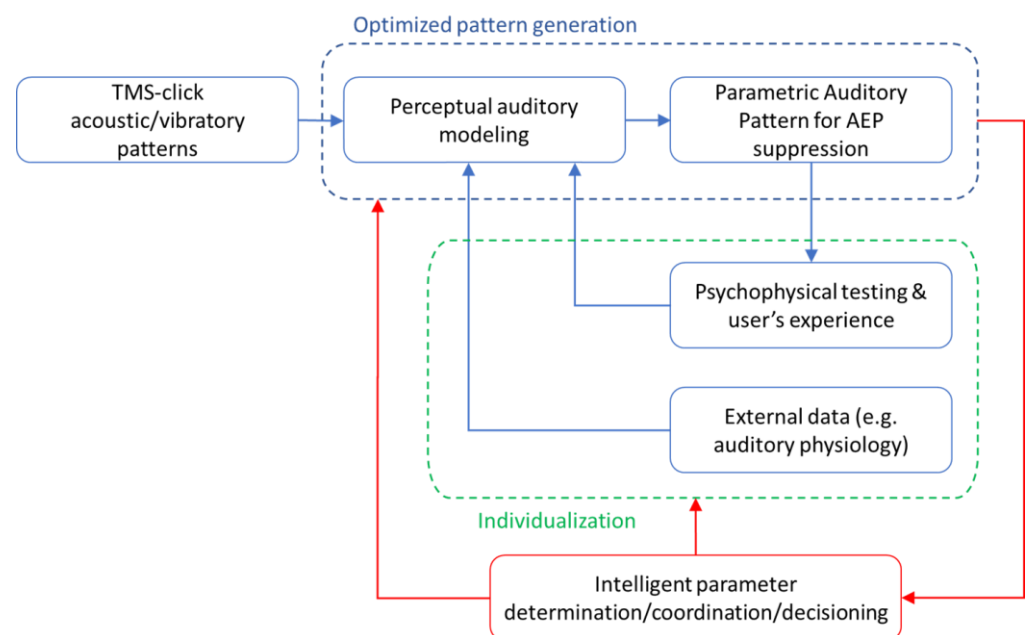 Optimized pattern generation
TMS-click
acoustic/vibratory
patterns
Perceptual auditory
modeling
Parametric Auditory
Pattern for AEP
suppression
Psychophysical testing &
user’s experience
External data (e.g.
auditory physiology)
Individualization
Intelligent parameter
determination/coordination/decisioning